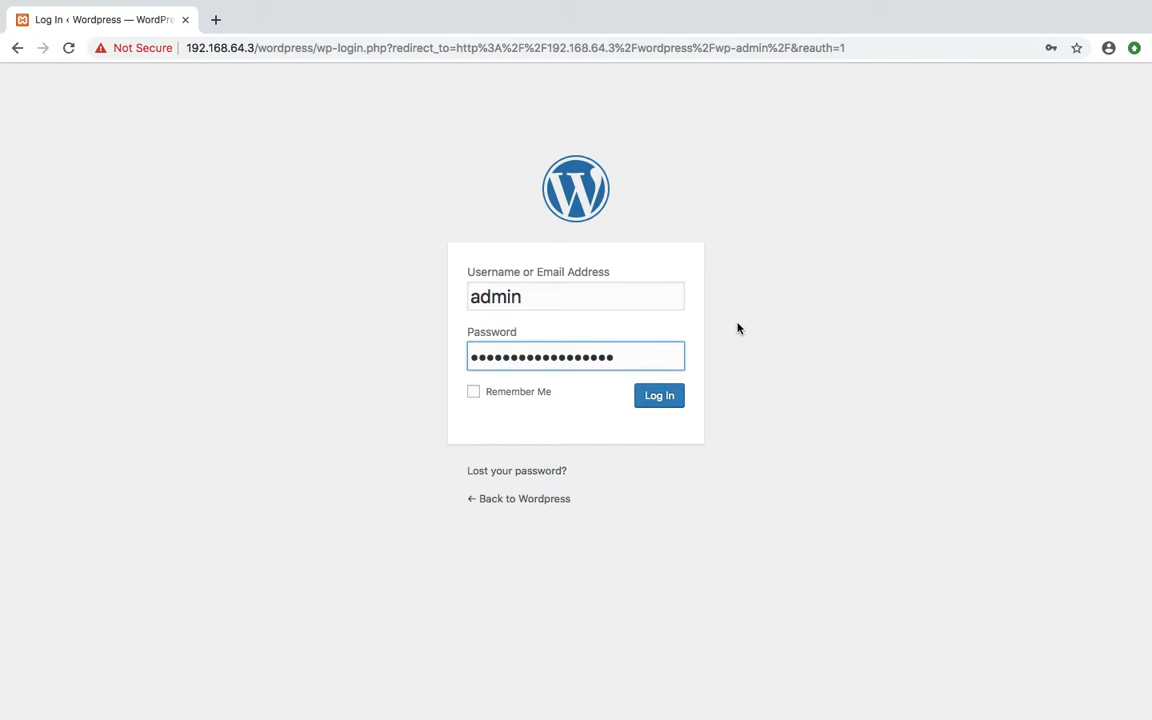 Log In ‹ Wordpress — WordPre
Not Secure
192.168.64.3/wordpress/wp-login.php?redirect_to=http%3A%2F%2F192.168.64.3%2Fwordpress%2Fwp-admin%2F&reauth=1
Username or Email Address
admin
Password
••••••••••••••••••
Remember Me
Log In
Lost your password?
← Back to Wordpress